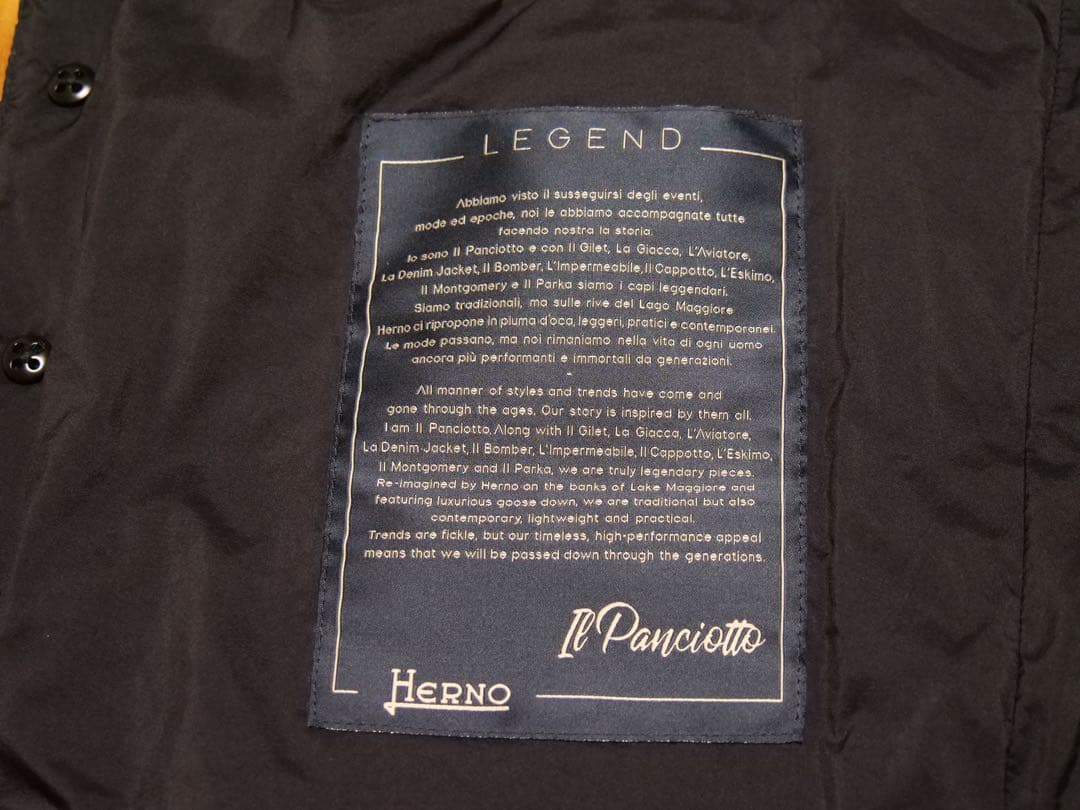 LEGEND
Abbiamo visto il susseguirsi degli eventi,
mode ed epoche, noi le abbiamo accompagnate tutte
facendo nostra la storia.
Io sono Il Panciotto e con Il Gilet, La Giacca, L'Aviatore,
La Denim Jacket, Il Bomber, L'Impermeabile, Il Cappotto, L'Eskimo,
Il Montgomery e Il Parka siamo i capi leggendari.
Siamo tradizionali, ma sulle rive del Lago Maggiore
Herno ci ripropone in piuma d'oca, leggeri, pratici e contemporanei.
Le mode passano, ma noi rimaniamo nella vita di ogni uomo
ancora più performanti e immortali da generazioni.
-
All manner of styles and trends have come and
gone through the ages. Our story is inspired by them all.
I am Il Panciotto. Along with Il Gilet, La Giacca, L'Aviatore,
La Denim Jacket, Il Bomber, L'Impermeabile, Il Cappotto, L'Eskimo,
Il Montgomery and Il Parka, we are truly legendary pieces.
Re-imagined by Herno on the banks of Lake Maggiore and
featuring luxurious goose down, we are traditional but also
contemporary, lightweight and practical.
Trends are fickle, but our timeless, high-performance appeal
means that we will be passed down through the generations.
Il Panciotto
HERNO